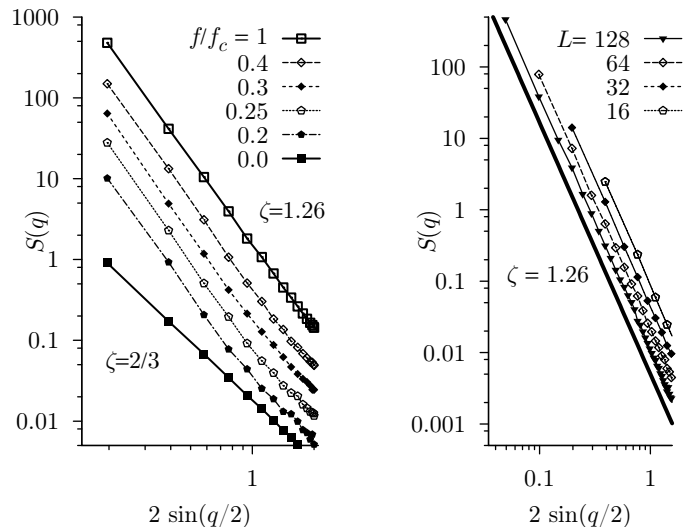 1000
100
10
1
0.1
0.01
S(q)
1
2 sin(q/2)
f/f_c = 1
0.4
0.3
0.25
0.2
0.0
ζ=1.26
ζ=2/3
100
10
1
0.1
0.01
0.001
S(q)
0.1 1
2 sin(q/2)
L= 128
64
32
16
ζ = 1.26